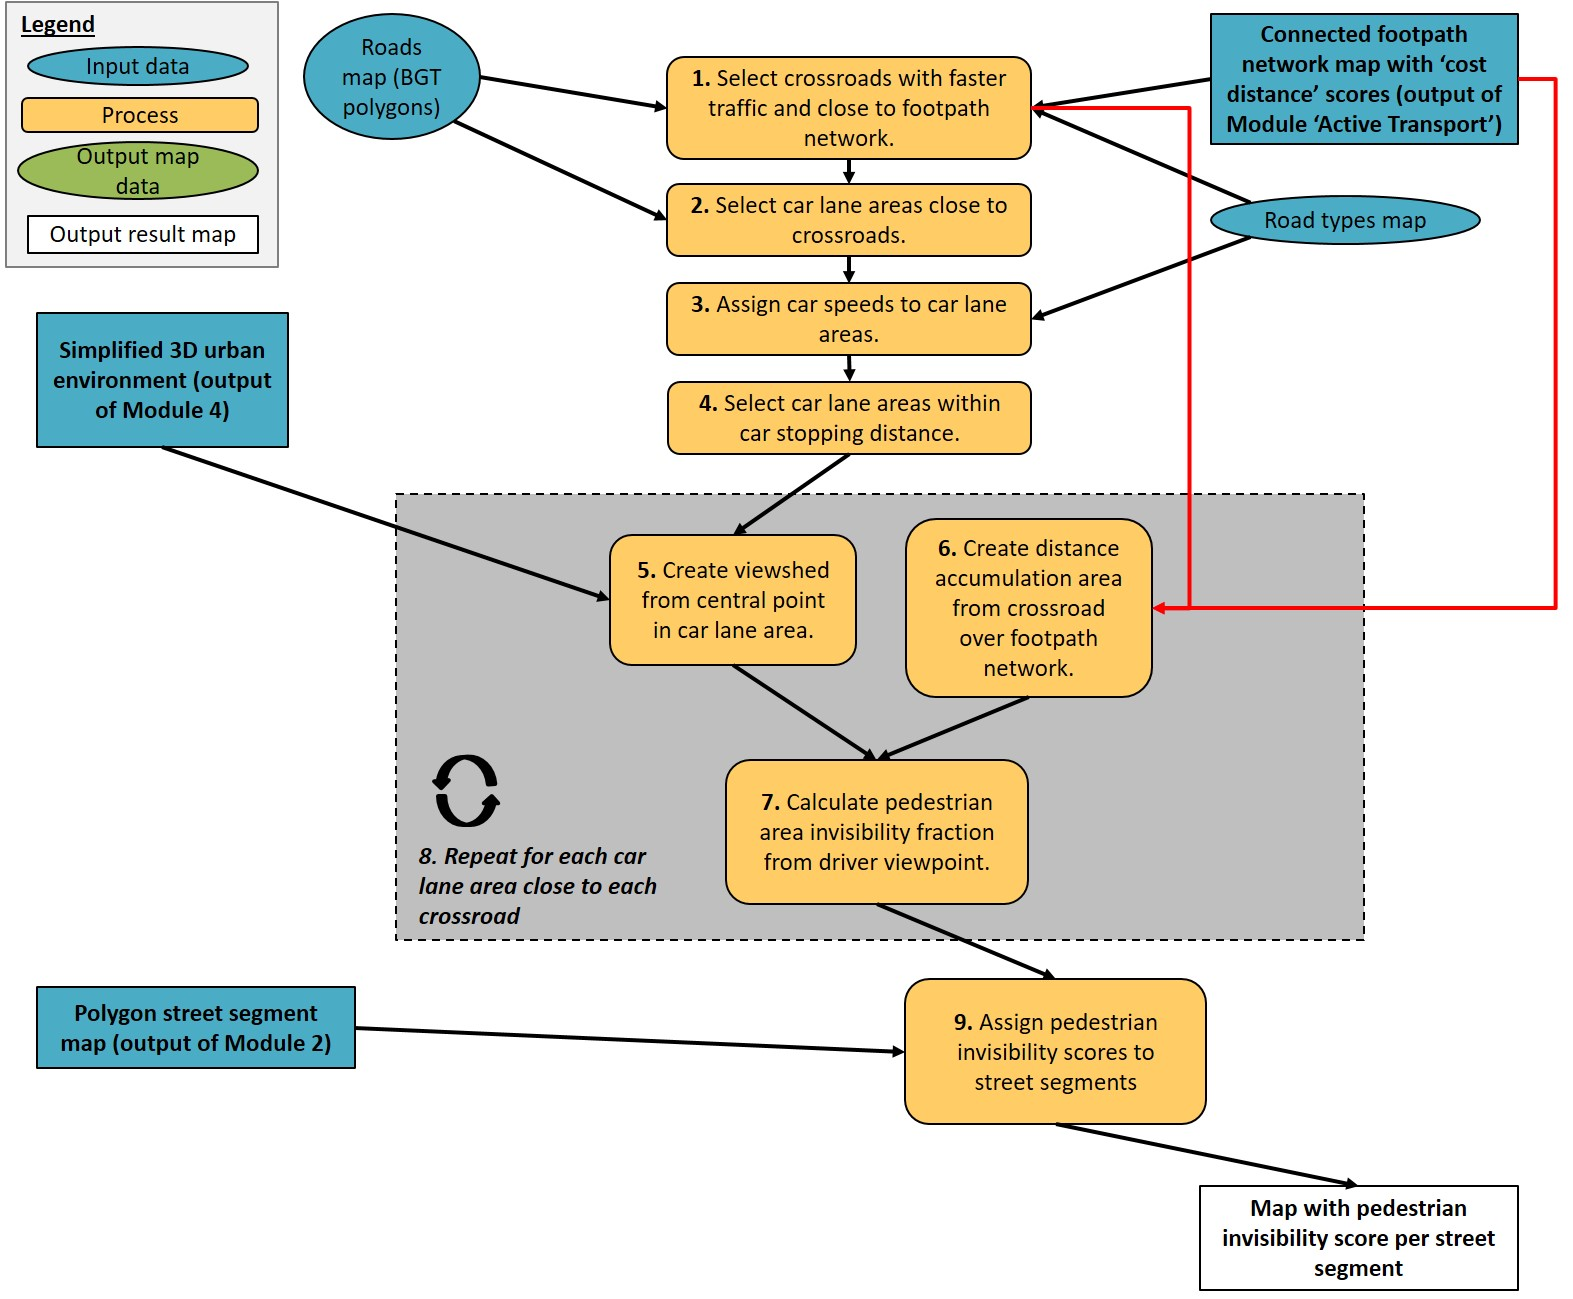 Legend
Input data
Process
Output map
data
Output result map
Roads
map (BGT
polygons)
1. Select crossroads with faster
traffic and close to footpath
network.
Connected footpath
network map with ‘cost
distance’ scores (output of
Module ‘Active Transport’)
2. Select car lane areas close to
crossroads.
Road types map
3. Assign car speeds to car lane
areas.
Simplified 3D urban
environment (output
of Module 4)
4. Select car lane areas within
car stopping distance.
5. Create viewshed
from central point
in car lane area.
6. Create distance
accumulation area
from crossroad
over footpath
network.
7. Calculate pedestrian
area invisibility fraction
from driver viewpoint.
8. Repeat for each car
lane area close to each
crossroad
Polygon street segment
map (output of Module 2)
9. Assign pedestrian
invisibility scores to
street segments
Map with pedestrian
invisibility score per street
segment